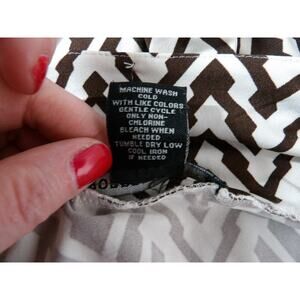 MACHINE WASH
COLD
WITH LIKE COLORS
GENTLE CYCLE
ONLY NON-
CHLORINE
BLEACH WHEN
NEEDED
TUMBLE DRY LOW
COOL IRON
IF NEEDED